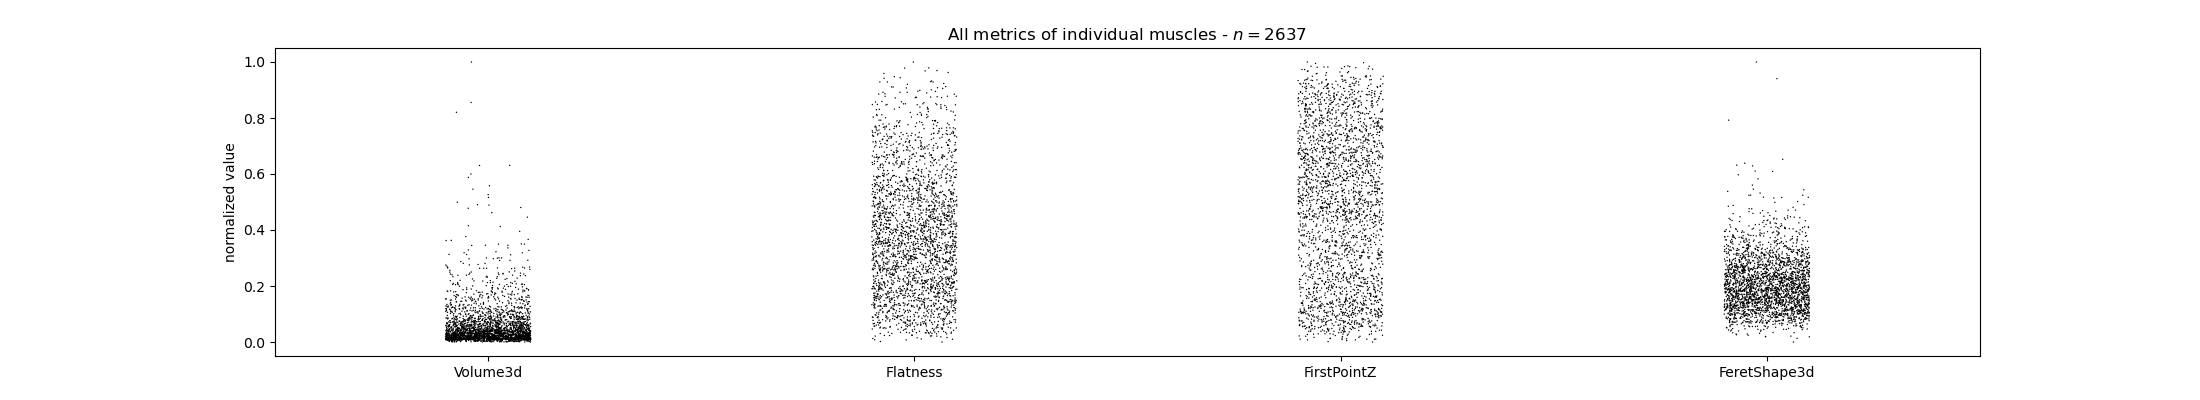 All metrics of individual muscles - n = 2637
normalized value
1.0
0.8
0.6
0.4
0.2
0.0
Volume3d Flatness FirstPointZ FeretShape3d